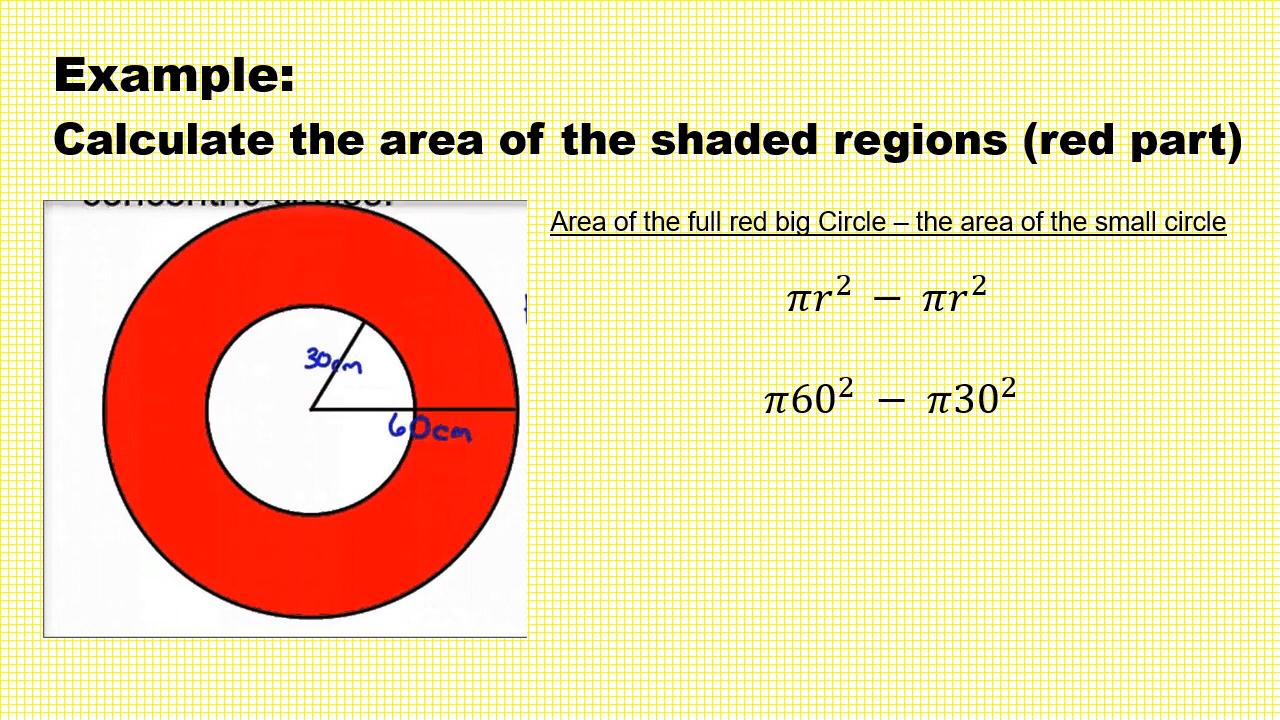 Example:
Calculate the area of the shaded regions (red part)
Area of the full red big Circle – the area of the small circle
𝜋𝑟² − 𝜋𝑟²
30cm
60cm
𝜋60² − 𝜋30²